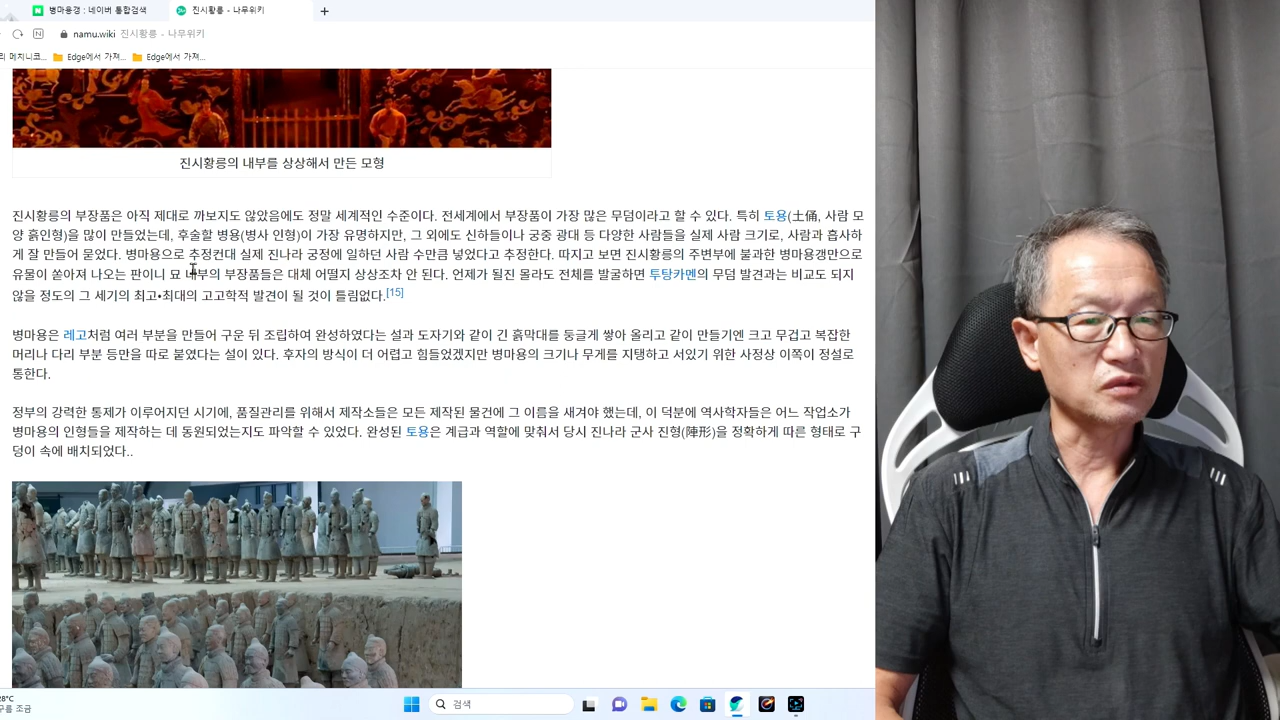 병마용갱 : 네이버 통합검색
진시황릉 - 나무위키
namu.wiki 진시황릉 - 나무위키
리 메치니코... Edge에서 가져... Edge에서 가져...
진시황릉의 내부를 상상해서 만든 모형
진시황릉의 부장품은 아직 제대로 까보지도 않았음에도 정말 세계적인 수준이다. 전세계에서 부장품이 가장 많은 무덤이라고 할 수 있다. 특히 토용(土俑, 사람 모
양 흙인형)을 많이 만들었는데, 후술할 병용(병사 인형)이 가장 유명하지만, 그 외에도 신하들이나 궁중 광대 등 다양한 사람들을 실제 사람 크기로, 사람과 흡사하
게 잘 만들어 묻었다. 병마용으로 추정컨대 실제 진나라 궁정에 일하던 사람 수만큼 넣었다고 추정한다. 따지고 보면 진시황릉의 주변부에 불과한 병마용갱만으로
유물이 쏟아져 나오는 판이니 묘 내부의 부장품들은 대체 어떨지 상상조차 안 된다. 언제가 될진 몰라도 전체를 발굴하면 투탕카멘의 무덤 발견과는 비교도 되지
않을 정도의 그 세기의 최고•최대의 고고학적 발견이 될 것이 틀림없다.[15]
병마용은 레고처럼 여러 부분을 만들어 구운 뒤 조립하여 완성하였다는 설과 도자기와 같이 긴 흙막대를 둥글게 쌓아 올리고 같이 만들기엔 크고 무겁고 복잡한
머리나 다리 부분 등만을 따로 붙였다는 설이 있다. 후자의 방식이 더 어렵고 힘들었겠지만 병마용의 크기나 무게를 지탱하고 서있기 위한 사정상 이쪽이 정설로
통한다.
정부의 강력한 통제가 이루어지던 시기에, 품질관리를 위해서 제작소들은 모든 제작된 물건에 그 이름을 새겨야 했는데, 이 덕분에 역사학자들은 어느 작업소가
병마용의 인형들을 제작하는 데 동원되었는지도 파악할 수 있었다. 완성된 토용은 계급과 역할에 맞춰서 당시 진나라 군사 진형(陣形)을 정확하게 따른 형태로 구
덩이 속에 배치되었다..
8°C
구름 조금
검색